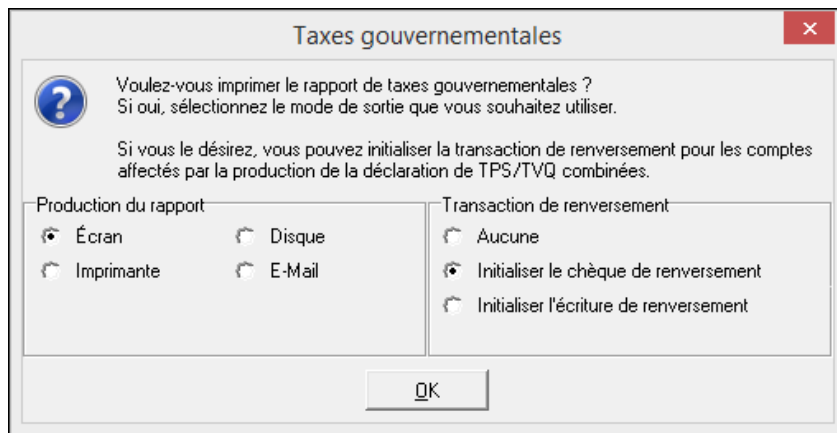 Taxes gouvernementales
Voulez-vous imprimer le rapport de taxes gouvernementales ?
Si oui, sélectionnez le mode de sortie que vous souhaitez utiliser.
Si vous le désirez, vous pouvez initialiser la transaction de renversement pour les comptes
affectés par la production de la déclaration de TPS/TVQ combinées.
Production du rapport
Écran
Disque
Imprimante
E-Mail
Transaction de renversement
Aucune
Initialiser le chèque de renversement
Initialiser l'écriture de renversement
OK